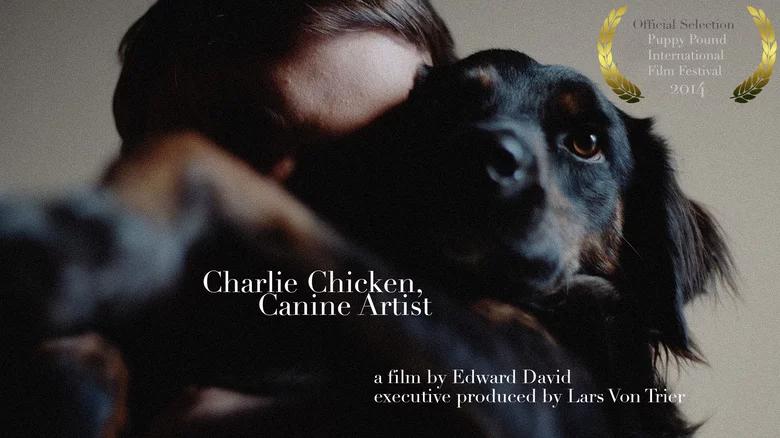 Official Selection
Puppy Pound
International
Film Festival
2014
Charlie Chicken,
Canine Artist
a film by Edward David
executive produced by Lars Von Trier